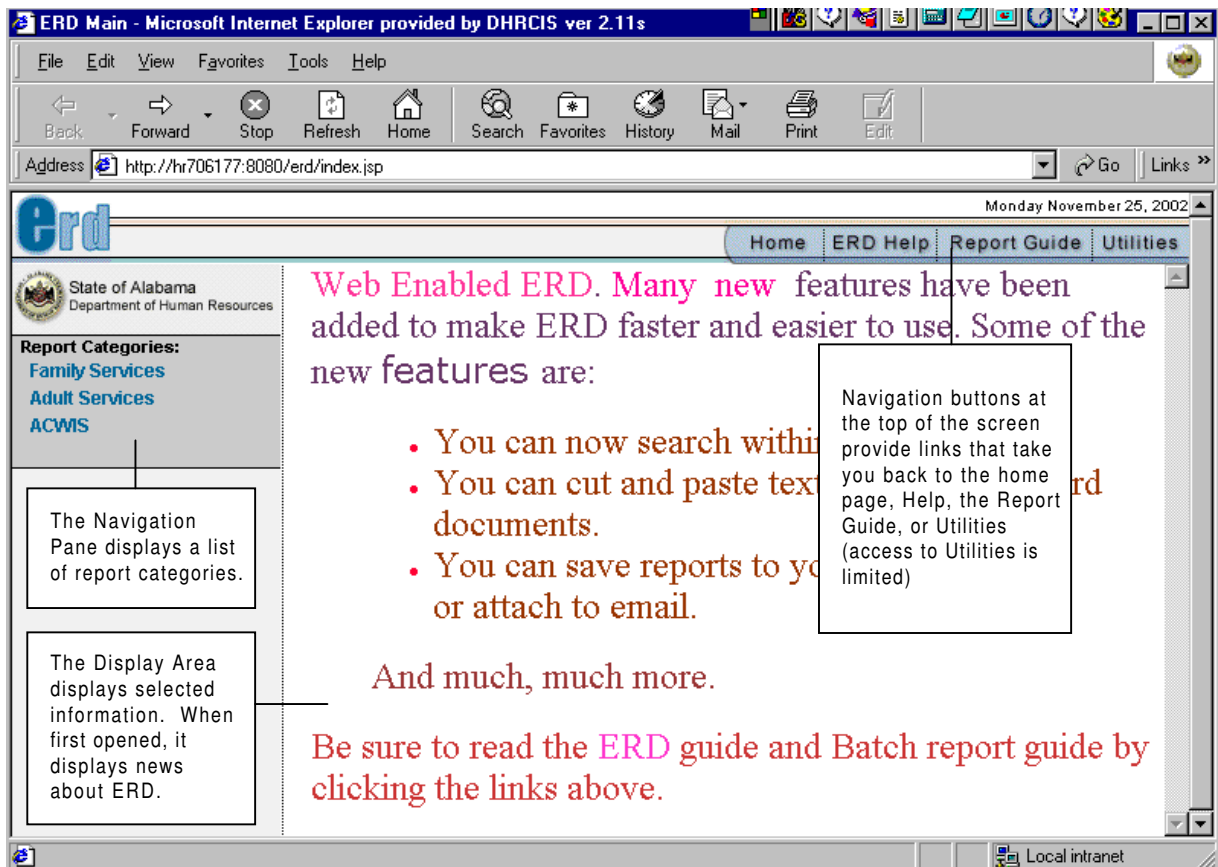 ERD Main - Microsoft Internet Explorer provided by DHRCIS ver 2.11s
File Edit View Favorites Tools Help
Back Forward Stop Refresh Home Search Favorites History Mail Print Edit
Address http://hr706177:8080/erd/index.jsp Go Links »
erd
Monday November 25, 2002
Home ERD Help Report Guide Utilities
State of Alabama
Department of Human Resources
Report Categories:
Family Services
Adult Services
ACWIS
The Navigation
Pane displays a list
of report categories.
The Display Area
displays selected
information. When
first opened, it
displays news
about ERD.
Web Enabled ERD. Many new features have been
added to make ERD faster and easier to use. Some of the
new features are:
• You can now search withi
• You can cut and paste text rd
documents.
• You can save reports to yo
or attach to email.
And much, much more.
Be sure to read the ERD guide and Batch report guide by
clicking the links above.
Navigation buttons at
the top of the screen
provide links that take
you back to the home
page, Help, the Report
Guide, or Utilities
(access to Utilities is
limited)
Local intranet